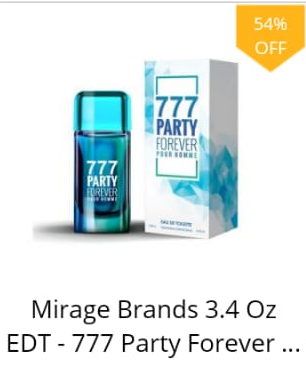 54%
OFF
777
PARTY
FOREVER
POUR HOMME
777
PARTY
FOREVER
POUR HOMME
EAU DE TOILETTE
Mirage Brands 3.4 Oz
EDT - 777 Party Forever ...